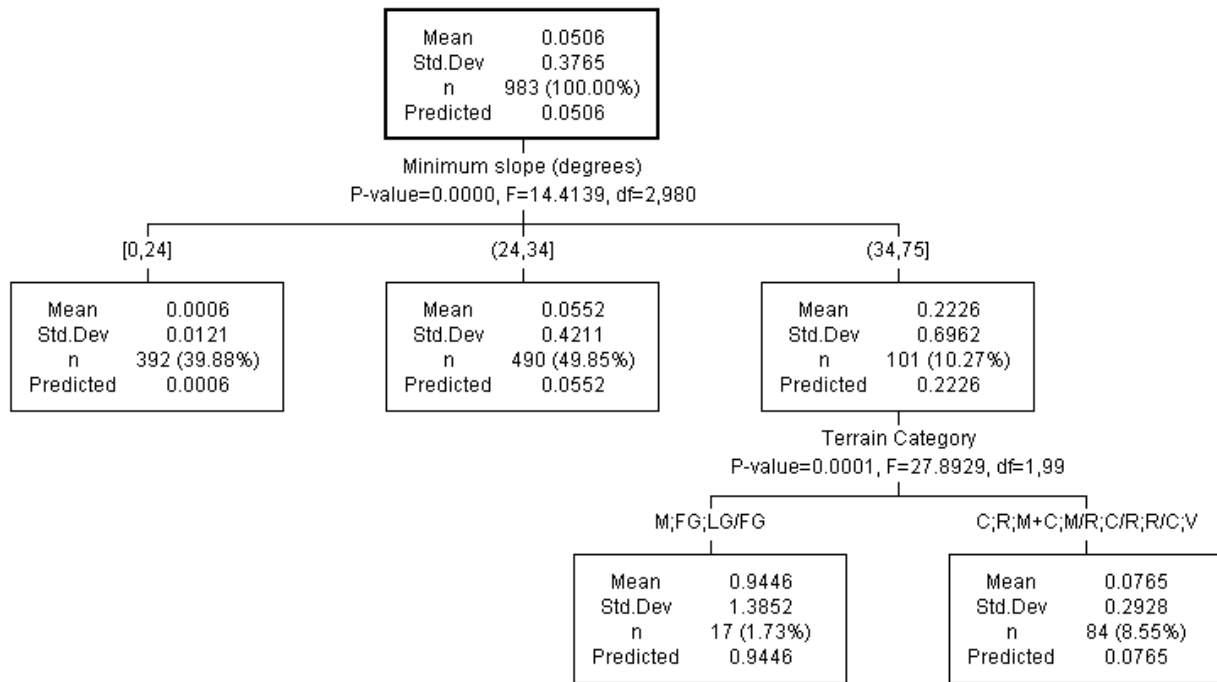 Mean 0.0506
Std.Dev 0.3765
n 983 (100.00%)
Predicted 0.0506
Minimum slope (degrees)
P-value=0.0000, F=14.4139, df=2,980
[0,24]
(24,34]
(34,75]
Mean 0.0006
Std.Dev 0.0121
n 392 (39.88%)
Predicted 0.0006
Mean 0.0552
Std.Dev 0.4211
n 490 (49.85%)
Predicted 0.0552
Mean 0.2226
Std.Dev 0.6962
n 101 (10.27%)
Predicted 0.2226
Terrain Category
P-value=0.0001, F=27.8929, df=1,99
M;FG;LG/FG
C;R;M+C;M/R;C/R;R/C;V
Mean 0.9446
Std.Dev 1.3852
n 17 (1.73%)
Predicted 0.9446
Mean 0.0765
Std.Dev 0.2928
n 84 (8.55%)
Predicted 0.0765